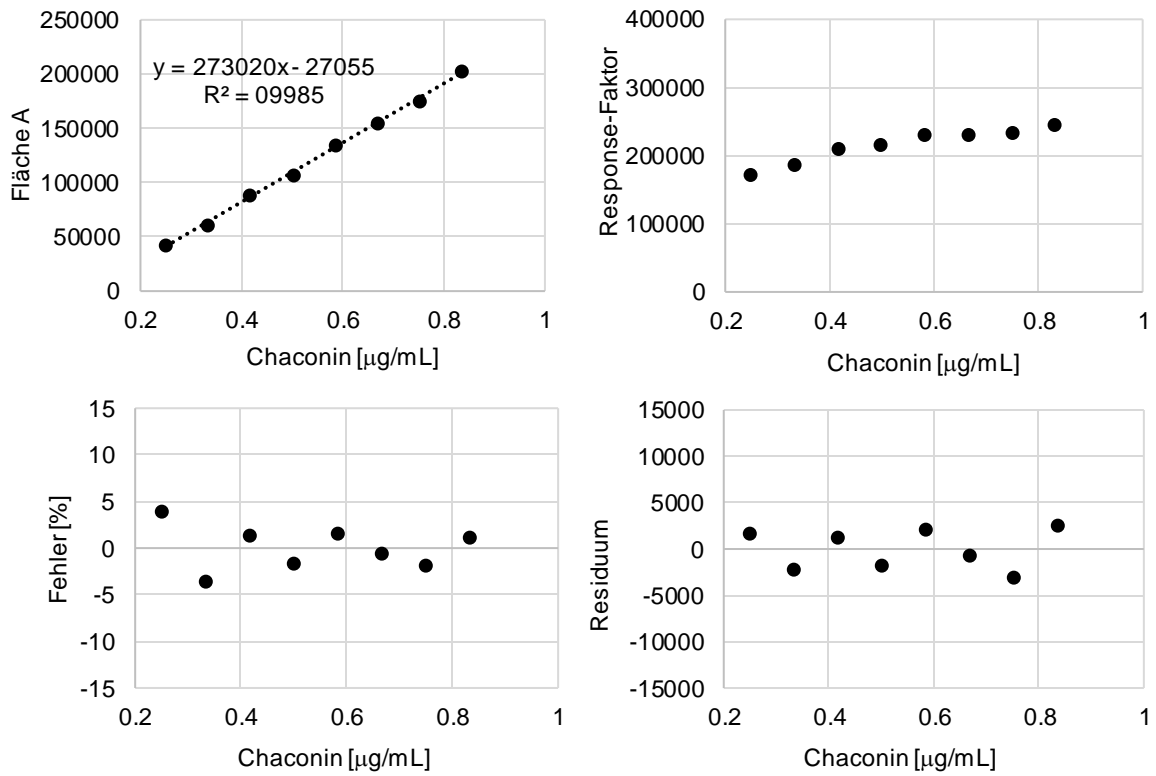 250000
200000
150000
100000
50000
0
Fläche A
y = 273020x - 27055
R² = 09985
0.2 0.4 0.6 0.8 1
Chaconin [µg/mL]
400000
300000
200000
100000
0
Response-Faktor
0.2 0.4 0.6 0.8 1
Chaconin [µg/mL]
15
10
5
0
-5
-10
-15
Fehler [%]
0.2 0.4 0.6 0.8 1
Chaconin [µg/mL]
15000
10000
5000
0
-5000
-10000
-15000
Residuum
0.2 0.4 0.6 0.8 1
Chaconin [µg/mL]